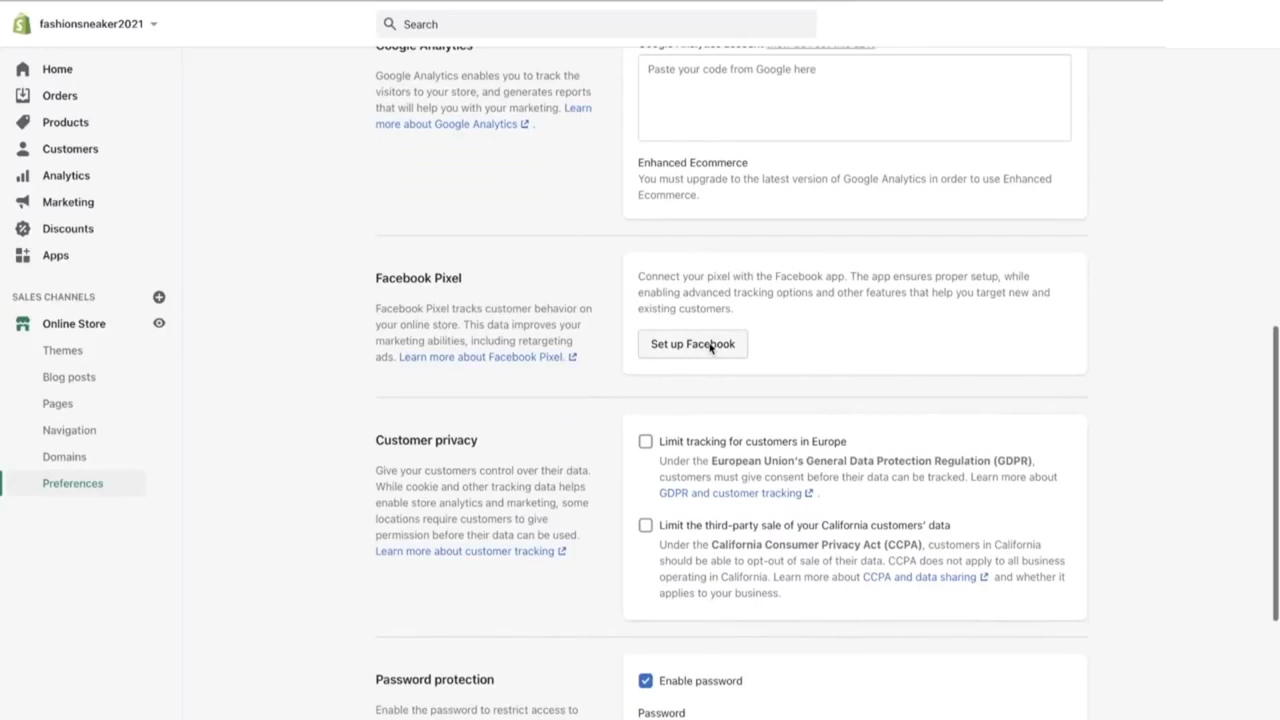 fashionsneaker2021
Search
Home
Orders
Products
Customers
Analytics
Marketing
Discounts
Apps
SALES CHANNELS
Online Store
Themes
Blog posts
Pages
Navigation
Domains
Preferences
Google Analytics
Google Analytics enables you to track the
visitors to your store, and generates reports
that will help you with your marketing. Learn
more about Google Analytics .
Google Analytics account
Paste your code from Google here
Enhanced Ecommerce
You must upgrade to the latest version of Google Analytics in order to use Enhanced
Ecommerce.
Facebook Pixel
Facebook Pixel tracks customer behavior on
your online store. This data improves your
marketing abilities, including retargeting
ads. Learn more about Facebook Pixel.
Connect your pixel with the Facebook app. The app ensures proper setup, while
enabling advanced tracking options and other features that help you target new and
existing customers.
Set up Facebook
Customer privacy
Give your customers control over their data.
While cookie and other tracking data helps
enable store analytics and marketing, some
locations require customers to give
permission before their data can be used.
Learn more about customer tracking
Limit tracking for customers in Europe
Under the European Union's General Data Protection Regulation (GDPR),
customers must give consent before their data can be tracked. Learn more about
GDPR and customer tracking .
Limit the third-party sale of your California customers' data
Under the California Consumer Privacy Act (CCPA), customers in California
should be able to opt-out of sale of their data. CCPA does not apply to all business
operating in California. Learn more about CCPA and data sharing and whether it
applies to your business.
Password protection
Enable the password to restrict access to
Enable password
Password